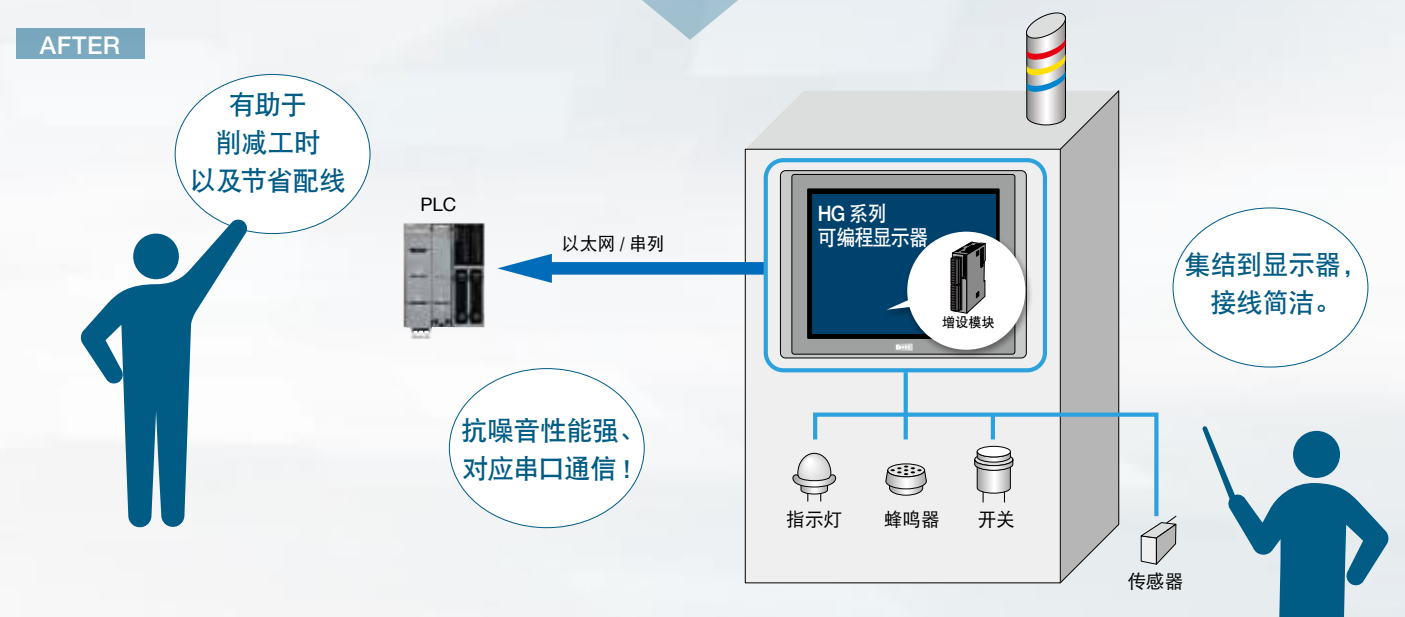 AFTER
有助于
削减工时
以及节省配线
PLC
以太网 / 串列
HG 系列
可编程显示器
增设模块
集结到显示器，
接线简洁。
抗噪音性能强、
对应串口通信！
指示灯
蜂鸣器
开关
传感器